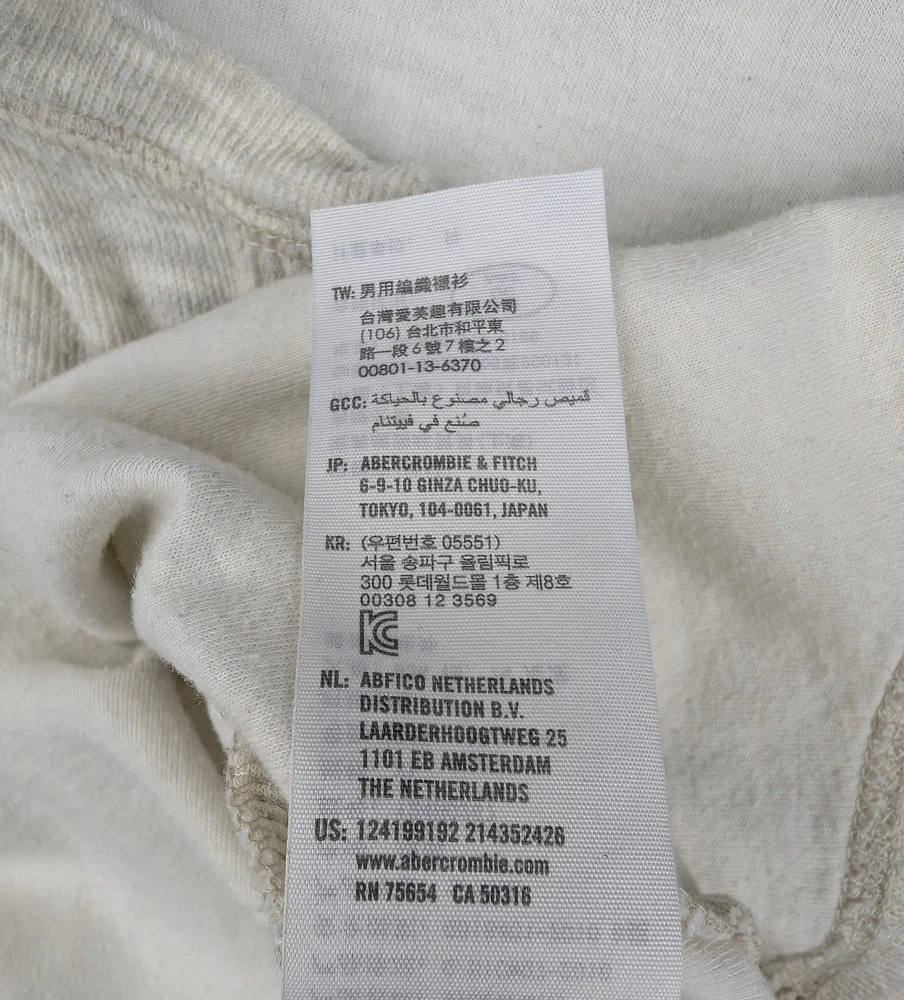 TW: 男用編織襯衫
台灣愛芙趣有限公司
(106) 台北市和平東
路一段 6 號 7 樓之 2
00801-13-6370
GCC: قميص رجالي مصنوع بالحياكة
صُنع في فييتنام
JP: ABERCROMBIE & FITCH
6-9-10 GINZA CHUO-KU,
TOKYO, 104-0061, JAPAN
KR: (우편번호 05551)
서울 송파구 올림픽로
300 롯데월드몰 1층 제8호
00308 12 3569
NL: ABFICO NETHERLANDS
DISTRIBUTION B.V.
LAARDERHOOGTWEG 25
1101 EB AMSTERDAM
THE NETHERLANDS
US: 124199192 214352426
www.abercrombie.com
RN 75654 CA 50316